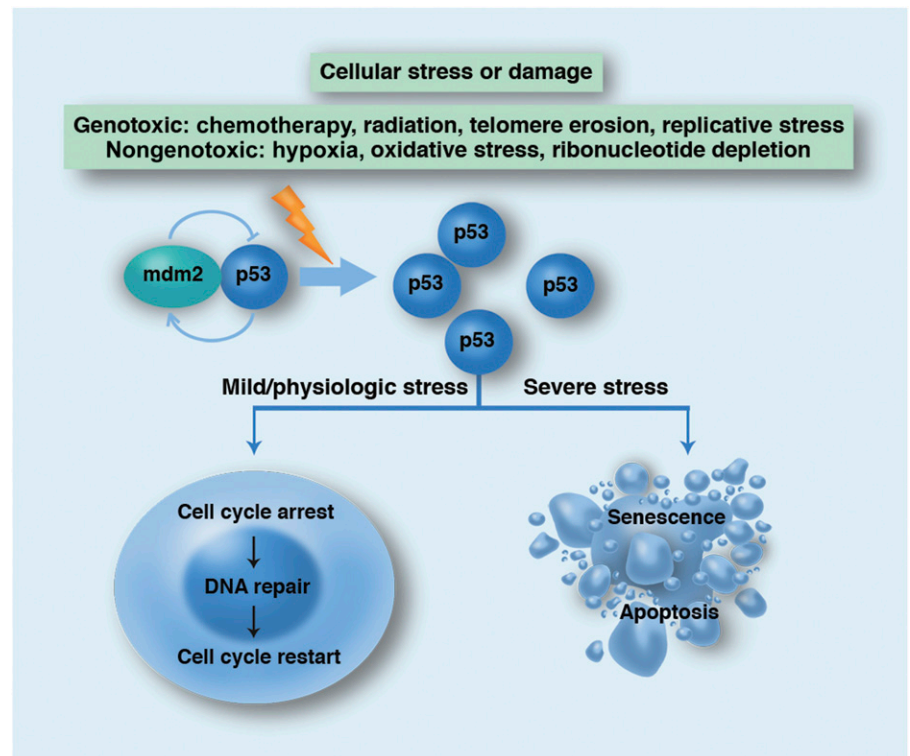 Cellular stress or damage
Genotoxic: chemotherapy, radiation, telomere erosion, replicative stress
Nongenotoxic: hypoxia, oxidative stress, ribonucleotide depletion
mdm2
p53
p53
p53
p53
p53
Mild/physiologic stress
Severe stress
Cell cycle arrest
DNA repair
Cell cycle restart
Senescence
Apoptosis